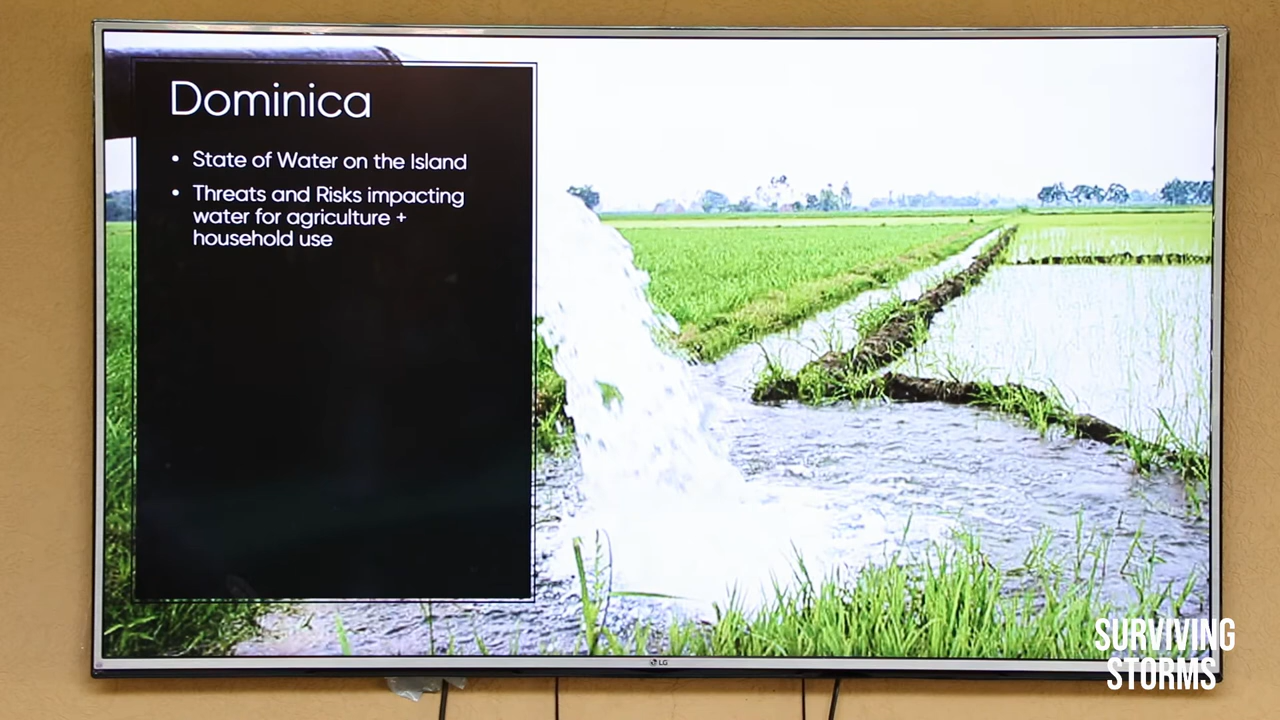 Dominica
• State of Water on the Island
• Threats and Risks impacting
water for agriculture +
household use
LG
SURVIVING
STORMS